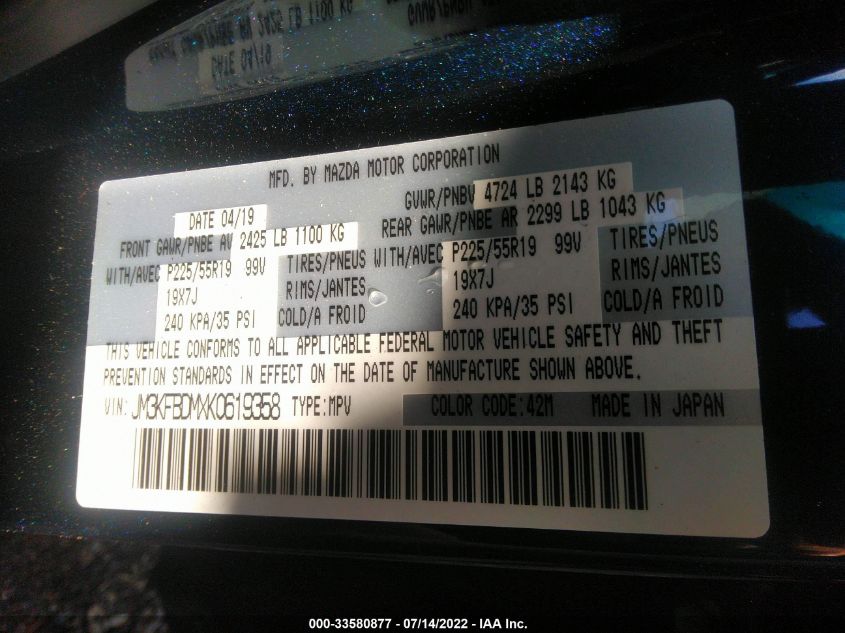 MFD. BY MAZDA MOTOR CORPORATION
DATE 04/19 GVWR/PNBV 4724 LB 2143 KG
FRONT GAWR/PNBE AV 2425 LB 1100 KG REAR GAWR/PNBE AR 2299 LB 1043 KG
WITH/AVEC P225/55R19 99V TIRES/PNEUS WITH/AVEC P225/55R19 99V TIRES/PNEUS
19X7J RIMS/JANTES 19X7J RIMS/JANTES
240 KPA/35 PSI COLD/A FROID 240 KPA/35 PSI COLD/A FROID
THIS VEHICLE CONFORMS TO ALL APPLICABLE FEDERAL MOTOR VEHICLE SAFETY AND THEFT
PREVENTION STANDARDS IN EFFECT ON THE DATE OF MANUFACTURE SHOWN ABOVE.
VIN: JM3KFBDMXK0619358 TYPE:MPV COLOR CODE:42M MADE IN JAPAN
000-33580877 - 07/14/2022 - IAA Inc.